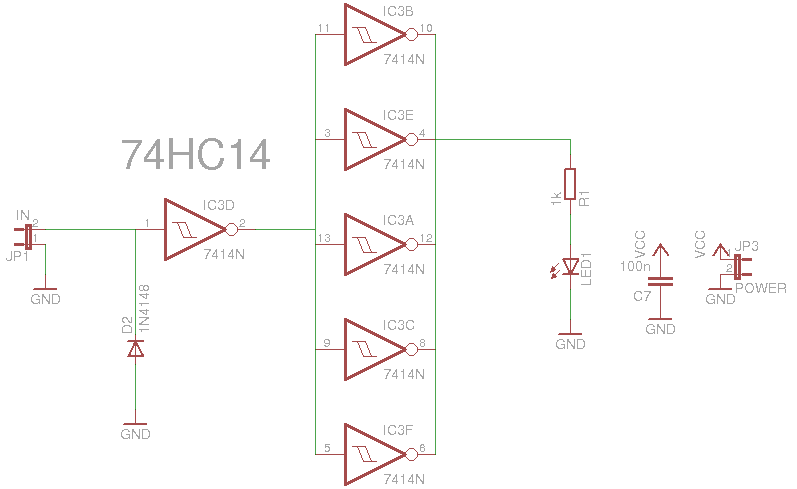 IC3B
11
10
7414N
IC3E
3
4
7414N
74HC14
IN
2
1
JP1
GND
IC3D
1
2
7414N
IC3A
13
12
7414N
D2
1N4148
GND
IC3C
9
8
7414N
IC3F
5
6
7414N
1k
R1
LED1
GND
VCC
100n
C7
GND
VCC
JP3
1
2
POWER
GND